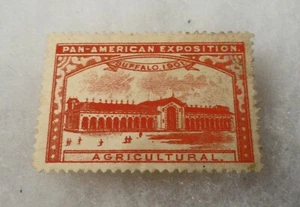 PAN-AMERICAN EXPOSITION.
BUFFALO, 1901.
AGRICULTURAL.